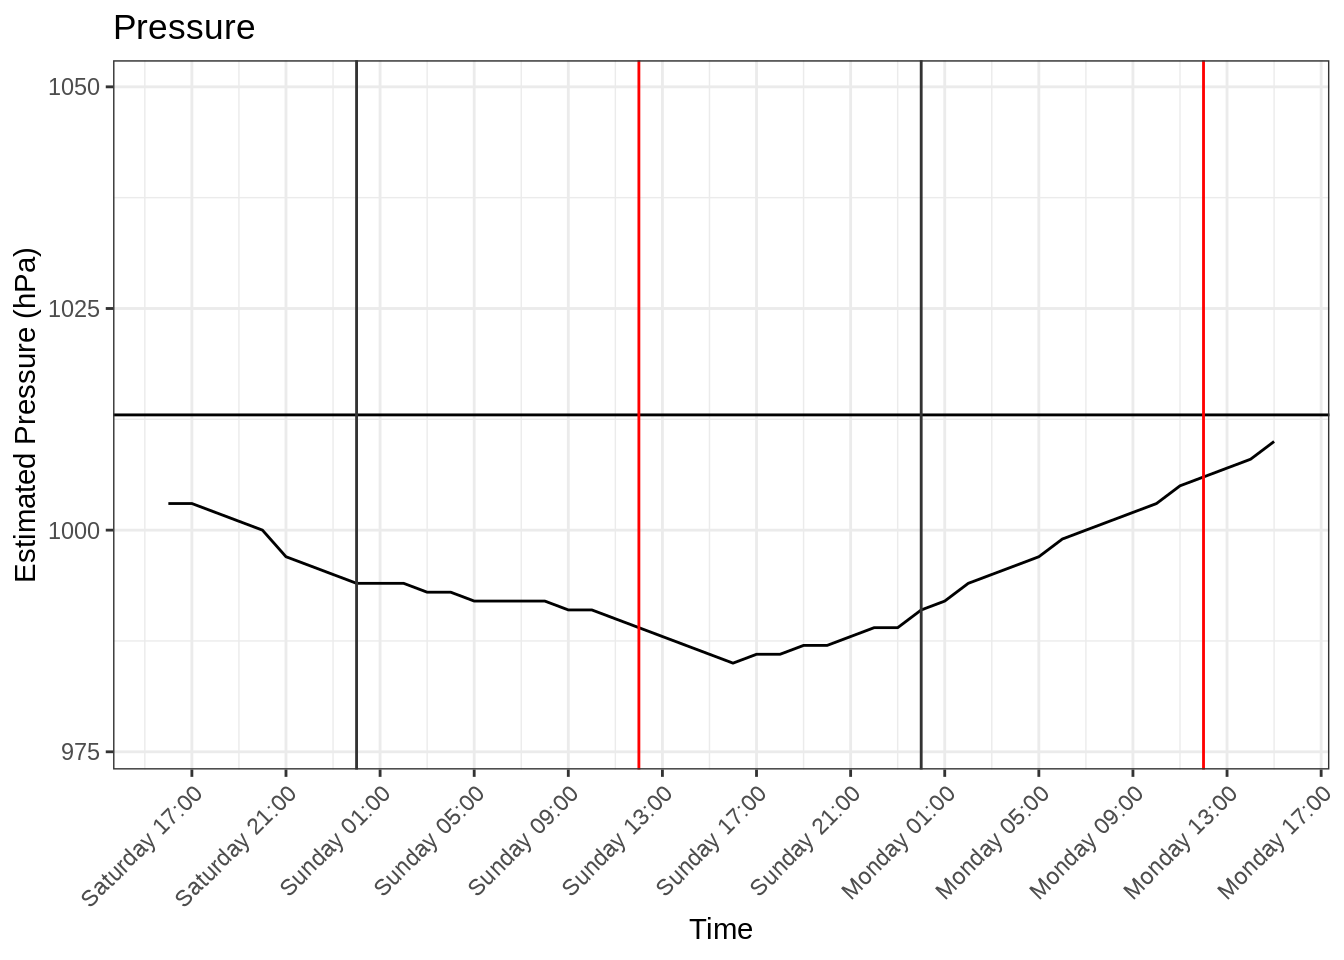 Pressure
Estimated Pressure (hPa)
1050
1025
1000
975
Saturday 17:00
Saturday 21:00
Sunday 01:00
Sunday 05:00
Sunday 09:00
Sunday 13:00
Sunday 17:00
Sunday 21:00
Monday 01:00
Monday 05:00
Monday 09:00
Monday 13:00
Monday 17:00
Time